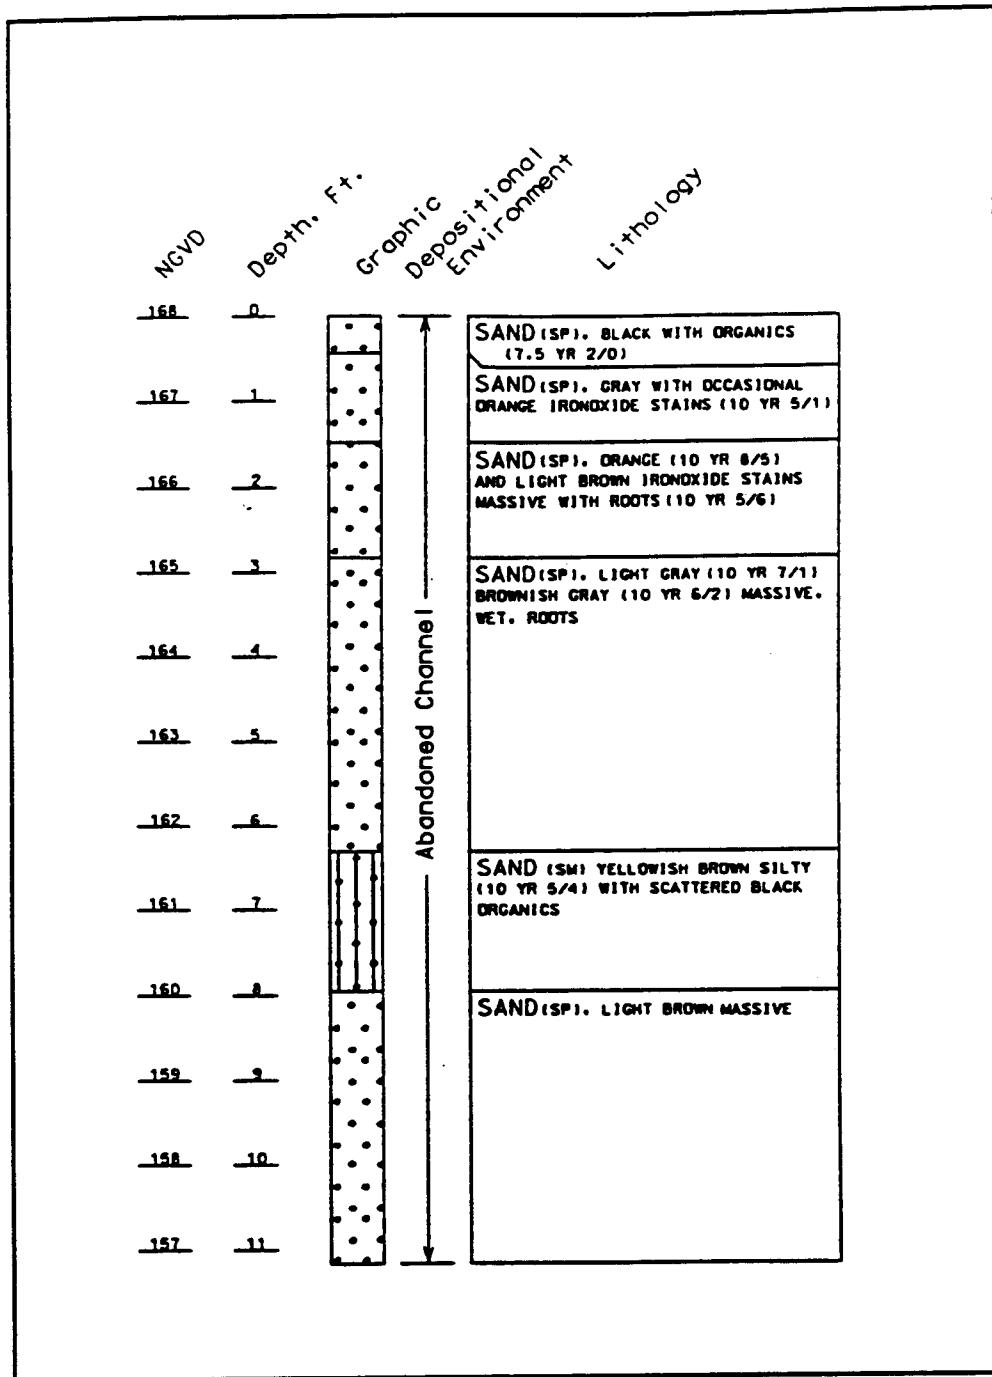 NGVD
Depth. Ft.
Graphic
Depositional
Environment
Lithology
168 0
167 1
166 2
165 3
164 4
163 5
162 6
161 7
160 8
159 9
158 10
157 11
Abandoned Channel
SAND (SP). BLACK WITH ORGANICS
(7.5 YR 2/0)
SAND (SP). GRAY WITH OCCASIONAL
ORANGE IRONOXIDE STAINS (10 YR 5/1)
SAND (SP). ORANGE (10 YR 6/5)
AND LIGHT BROWN IRONOXIDE STAINS
MASSIVE WITH ROOTS (10 YR 5/6)
SAND (SP). LIGHT GRAY (10 YR 7/1)
BROWNISH GRAY (10 YR 6/2) MASSIVE.
WET. ROOTS
SAND (SM) YELLOWISH BROWN SILTY
(10 YR 5/4) WITH SCATTERED BLACK
ORGANICS
SAND (SP). LIGHT BROWN MASSIVE